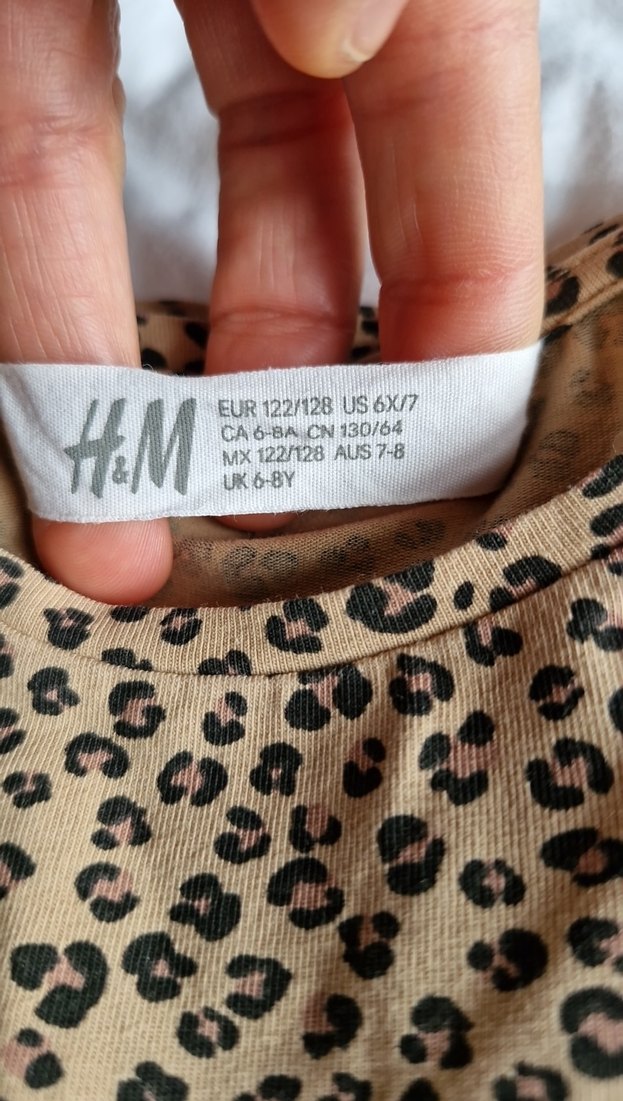 H&M
EUR 122/128 US 6X/7
CA 6-8A CN 130/64
MX 122/128 AUS 7-8
UK 6-8Y